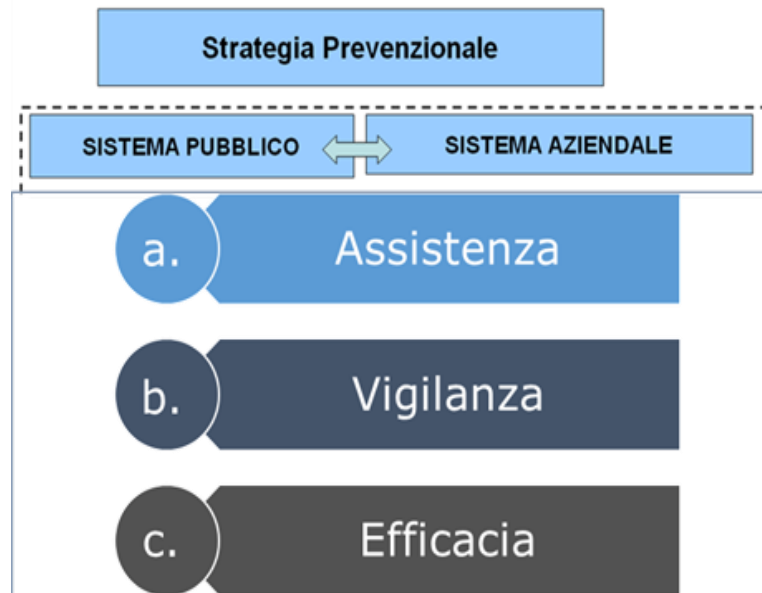 Strategia Prevenzionale
SISTEMA PUBBLICO
SISTEMA AZIENDALE
a. Assistenza
b. Vigilanza
c. Efficacia